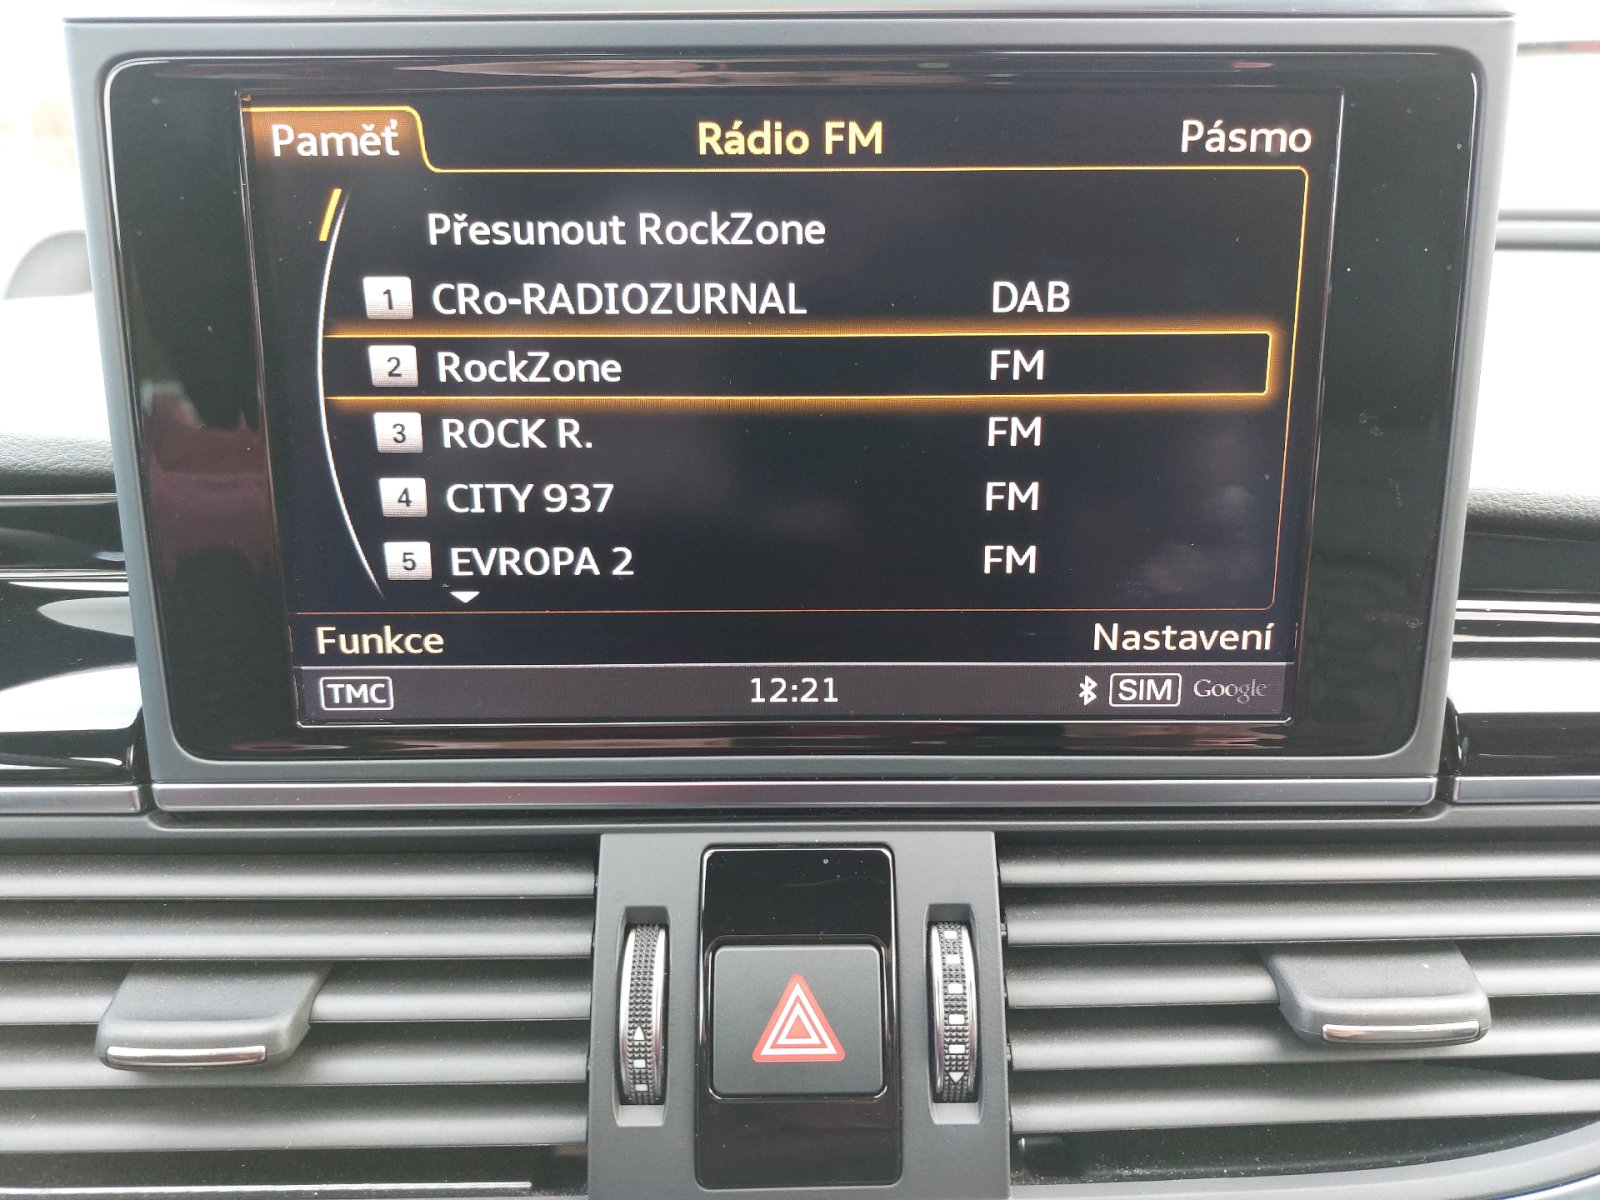 Paměť Rádio FM Pásmo
Přesunout RockZone
1 CRo-RADIOZURNAL DAB
2 RockZone FM
3 ROCK R. FM
4 CITY 937 FM
5 EVROPA 2 FM
Funkce Nastavení
TMC 12:21 SIM Google